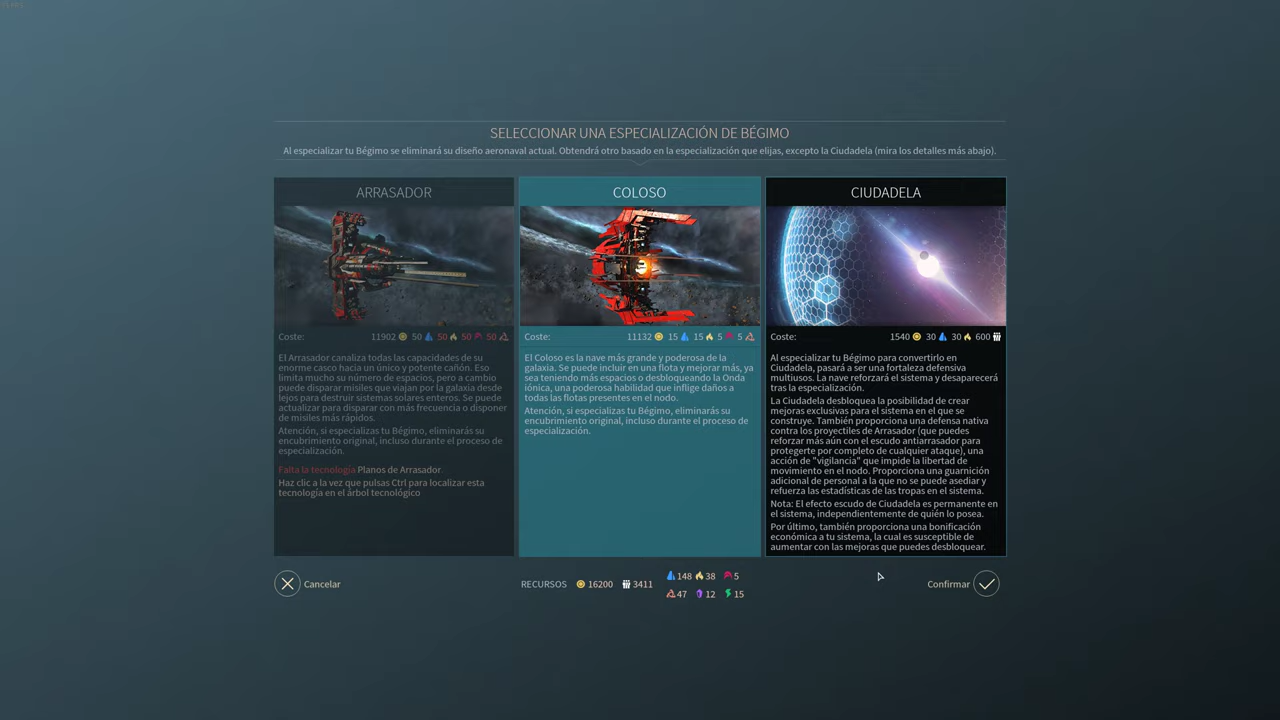 SELECCIONAR UNA ESPECIALIZACIÓN DE BÉGIMO
Al especializar tu Bégimo se eliminará su diseño aeronaval actual. Obtendrá otro basado en la especialización que elijas, excepto la Ciudadela (mira los detalles más abajo).
ARRASADOR
Coste: 11902 50 50 50 50
El Arrasador canaliza todas las capacidades de su
enorme casco hacia un único y potente cañón. Eso
limita mucho su número de espacios, pero a cambio
puede disparar misiles que viajan por la galaxia desde
lejos para destruir sistemas solares enteros. Se puede
actualizar para disparar con más frecuencia o disponer
de misiles más rápidos.
Atención, si especializas tu Bégimo, eliminarás su
encubrimiento original, incluso durante el proceso de
especialización.
Falta la tecnología Planos de Arrasador.
Haz clic a la vez que pulsas Ctrl para localizar esta
tecnología en el árbol tecnológico
COLOSO
Coste: 11132 15 15 5 5
El Coloso es la nave más grande y poderosa de la
galaxia. Se puede incluir en una flota y mejorar más, ya
sea teniendo más espacios o desbloqueando la Onda
iónica, una poderosa habilidad que inflige daños a
todas las flotas presentes en el nodo.
Atención, si especializas tu Bégimo, eliminarás su
encubrimiento original, incluso durante el proceso de
especialización.
CIUDADELA
Coste: 1540 30 30 600
Al especializar tu Bégimo para convertirlo en
Ciudadela, pasará a ser una fortaleza defensiva
multiusos. La nave reforzará el sistema y desaparecerá
tras la especialización.
La Ciudadela desbloquea la posibilidad de crear
mejoras exclusivas para el sistema en el que se
construye. También proporciona una defensa nativa
contra los proyectiles de Arrasador (que puedes
reforzar más aún con el escudo antiarrasador para
protegerte por completo de cualquier ataque), una
acción de "vigilancia" que impide la libertad de
movimiento en el nodo. Proporciona una guarnición
adicional de personal a la que no se puede asediar y
refuerza las estadísticas de las tropas en el sistema.
Nota: El efecto escudo de Ciudadela es permanente en
el sistema, independientemente de quién lo posea.
Por último, también proporciona una bonificación
económica a tu sistema, la cual es susceptible de
aumentar con las mejoras que puedes desbloquear.
Cancelar
RECURSOS 16200 3411
148 38 5
47 12 15
Confirmar